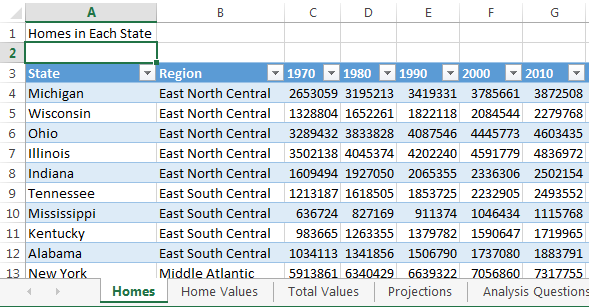 A B C D E F G
1 Homes in Each State
2
3 State Region 1970 1980 1990 2000 2010
4 Michigan East North Central 2653059 3195213 3419331 3785661 3872508
5 Wisconsin East North Central 1328804 1652261 1822118 2084544 2279768
6 Ohio East North Central 3289432 3833828 4087546 4445773 4603435
7 Illinois East North Central 3502138 4045374 4202240 4591779 4836972
8 Indiana East North Central 1609494 1927050 2065355 2336306 2502154
9 Tennessee East South Central 1213187 1618505 1853725 2232905 2493552
10 Mississippi East South Central 636724 827169 911374 1046434 1115768
11 Kentucky East South Central 983665 1263355 1379782 1590647 1719965
12 Alabama East South Central 1034113 1341856 1506790 1737080 1883791
13 New York Middle Atlantic 5913861 6340429 6639322 7056860 7317755
Homes Home Values Total Values Projections Analysis Questions